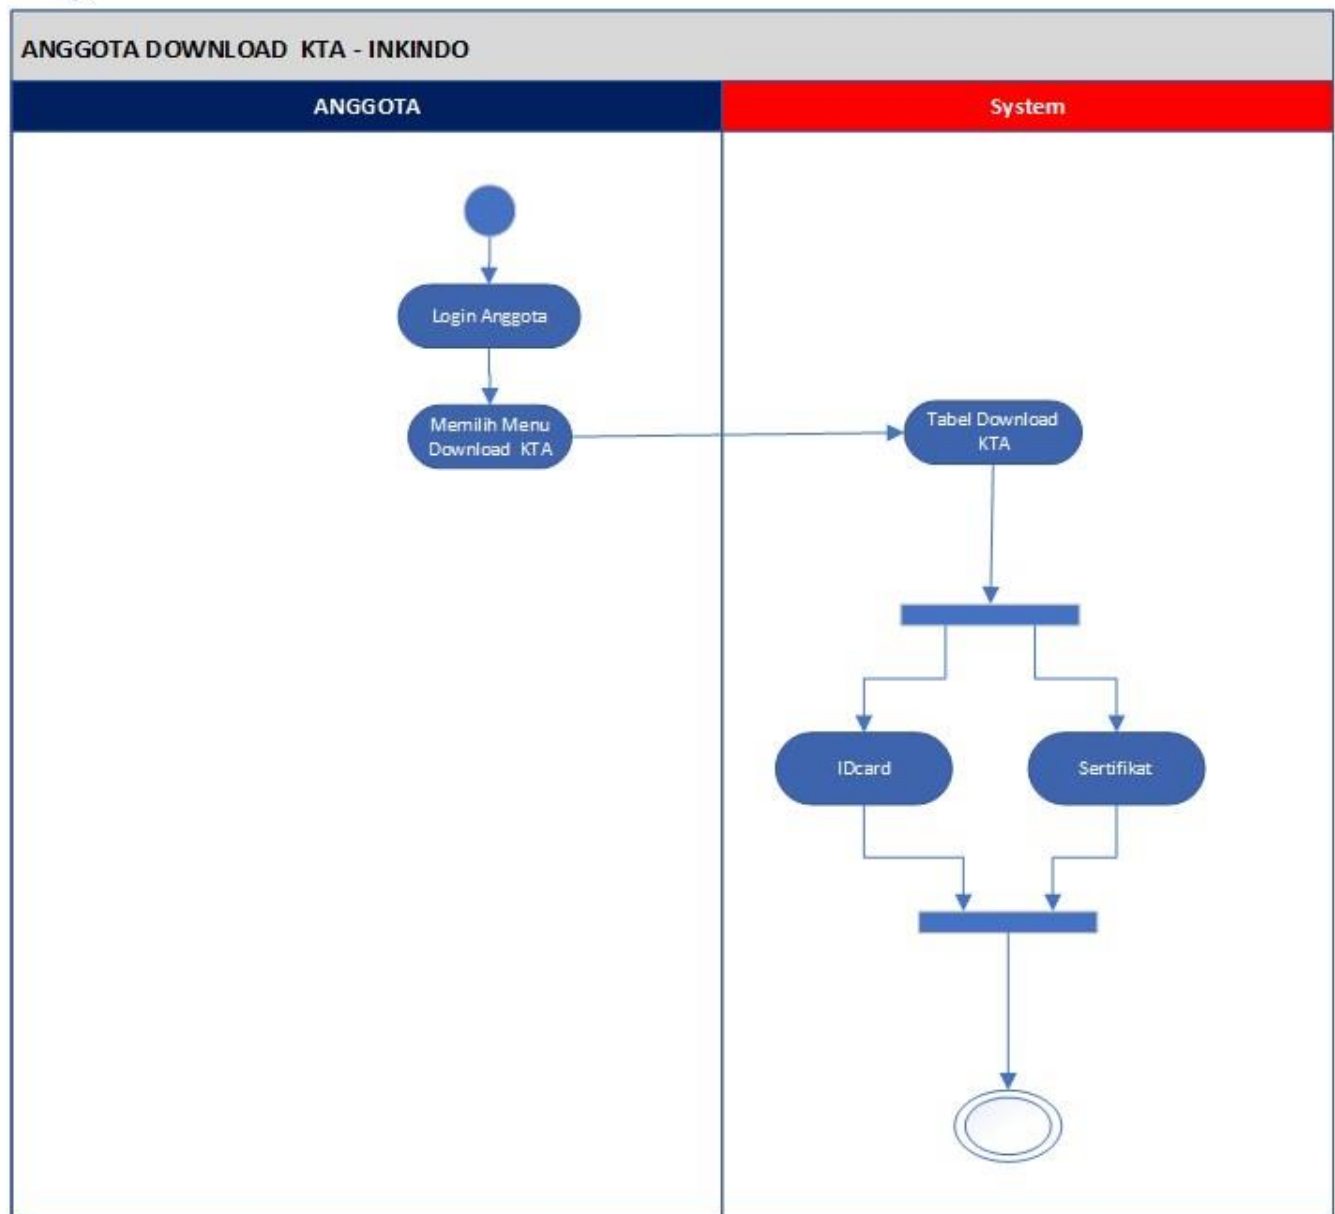 ANGGOTA DOWNLOAD KTA - INKINDO
ANGGOTA
System
Login Anggota
Memilih Menu
Download KTA
Tabel Download
KTA
IDcard
Sertifikat